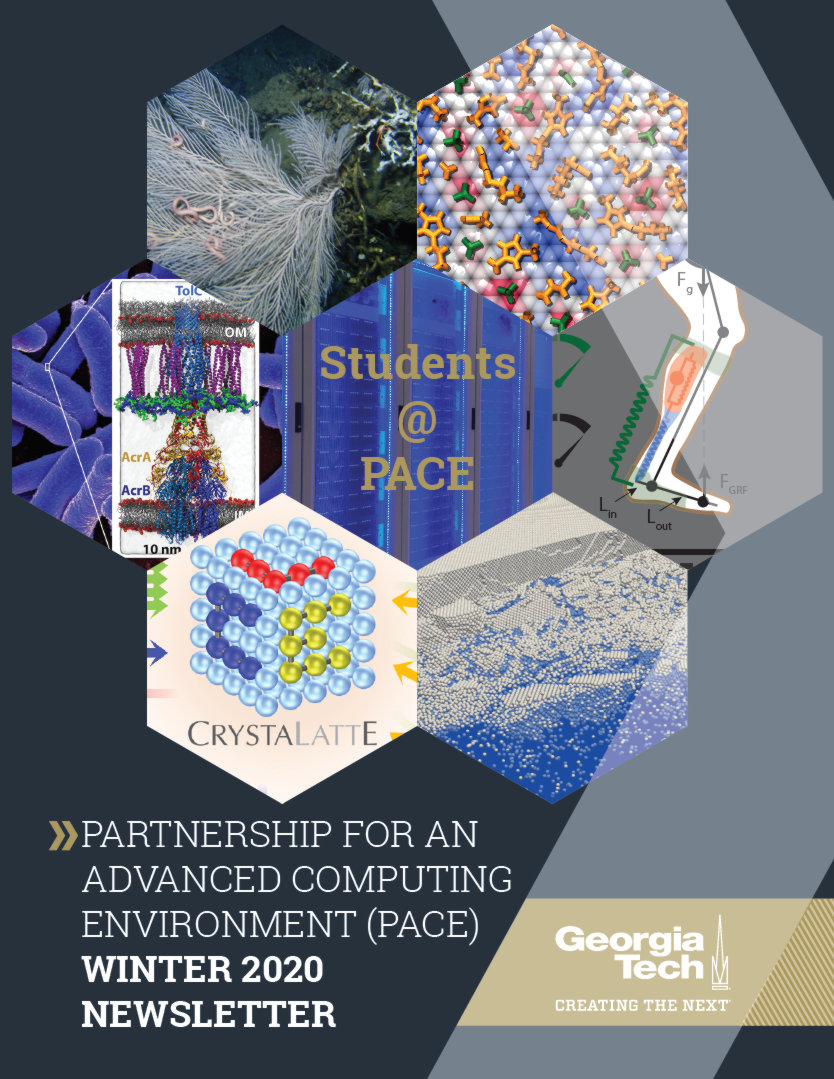 TolC
OM
AcrA
AcrB
10 nm
Students
@
PACE
Fg
FGRF
Lin
Lout
CRYSTALATTE
PARTNERSHIP FOR AN
ADVANCED COMPUTING
ENVIRONMENT (PACE)
WINTER 2020
NEWSLETTER
Georgia
Tech
CREATING THE NEXT